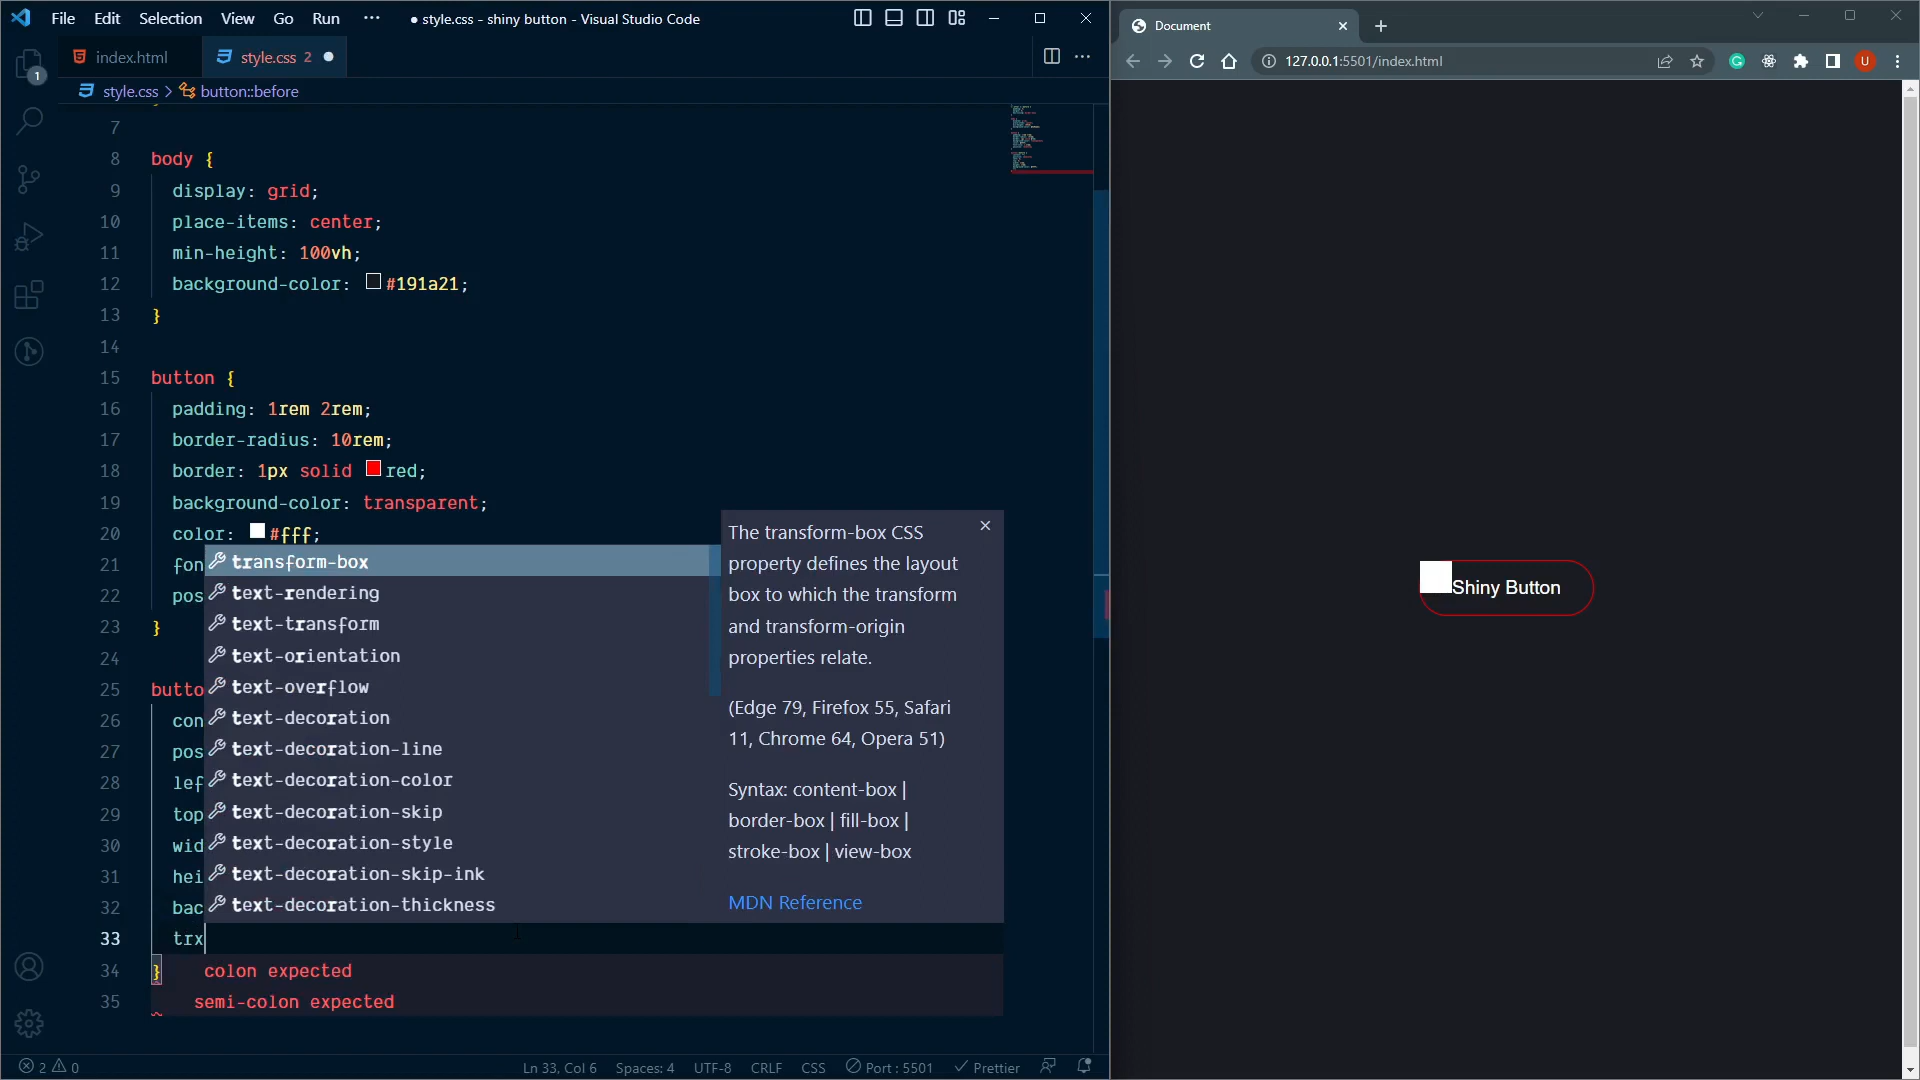 File Edit Selection View Go Run ··· ● style.css - shiny button - Visual Studio Code
index.html
style.css 2
style.css > button::before
7
8 body {
9 display: grid;
10 place-items: center;
11 min-height: 100vh;
12 background-color: #191a21;
13 }
14
15 button {
16 padding: 1rem 2rem;
17 border-radius: 10rem;
18 border: 1px solid red;
19 background-color: transparent;
20 color: #fff;
21 fon
22 pos
23 }
24
25 butto
26 con
27 pos
28 lef
29 top
30 wid
31 hei
32 bac
33 trx
34 } colon expected
35 semi-colon expected
transform-box
text-rendering
text-transform
text-orientation
text-overflow
text-decoration
text-decoration-line
text-decoration-color
text-decoration-skip
text-decoration-style
text-decoration-skip-ink
text-decoration-thickness
The transform-box CSS
property defines the layout
box to which the transform
and transform-origin
properties relate.
(Edge 79, Firefox 55, Safari
11, Chrome 64, Opera 51)
Syntax: content-box |
border-box | fill-box |
stroke-box | view-box
MDN Reference
1
2 0
Ln 33, Col 6 Spaces: 4 UTF-8 CRLF CSS Port : 5501 Prettier
Document
127.0.0.1:5501/index.html
G
U
Shiny Button